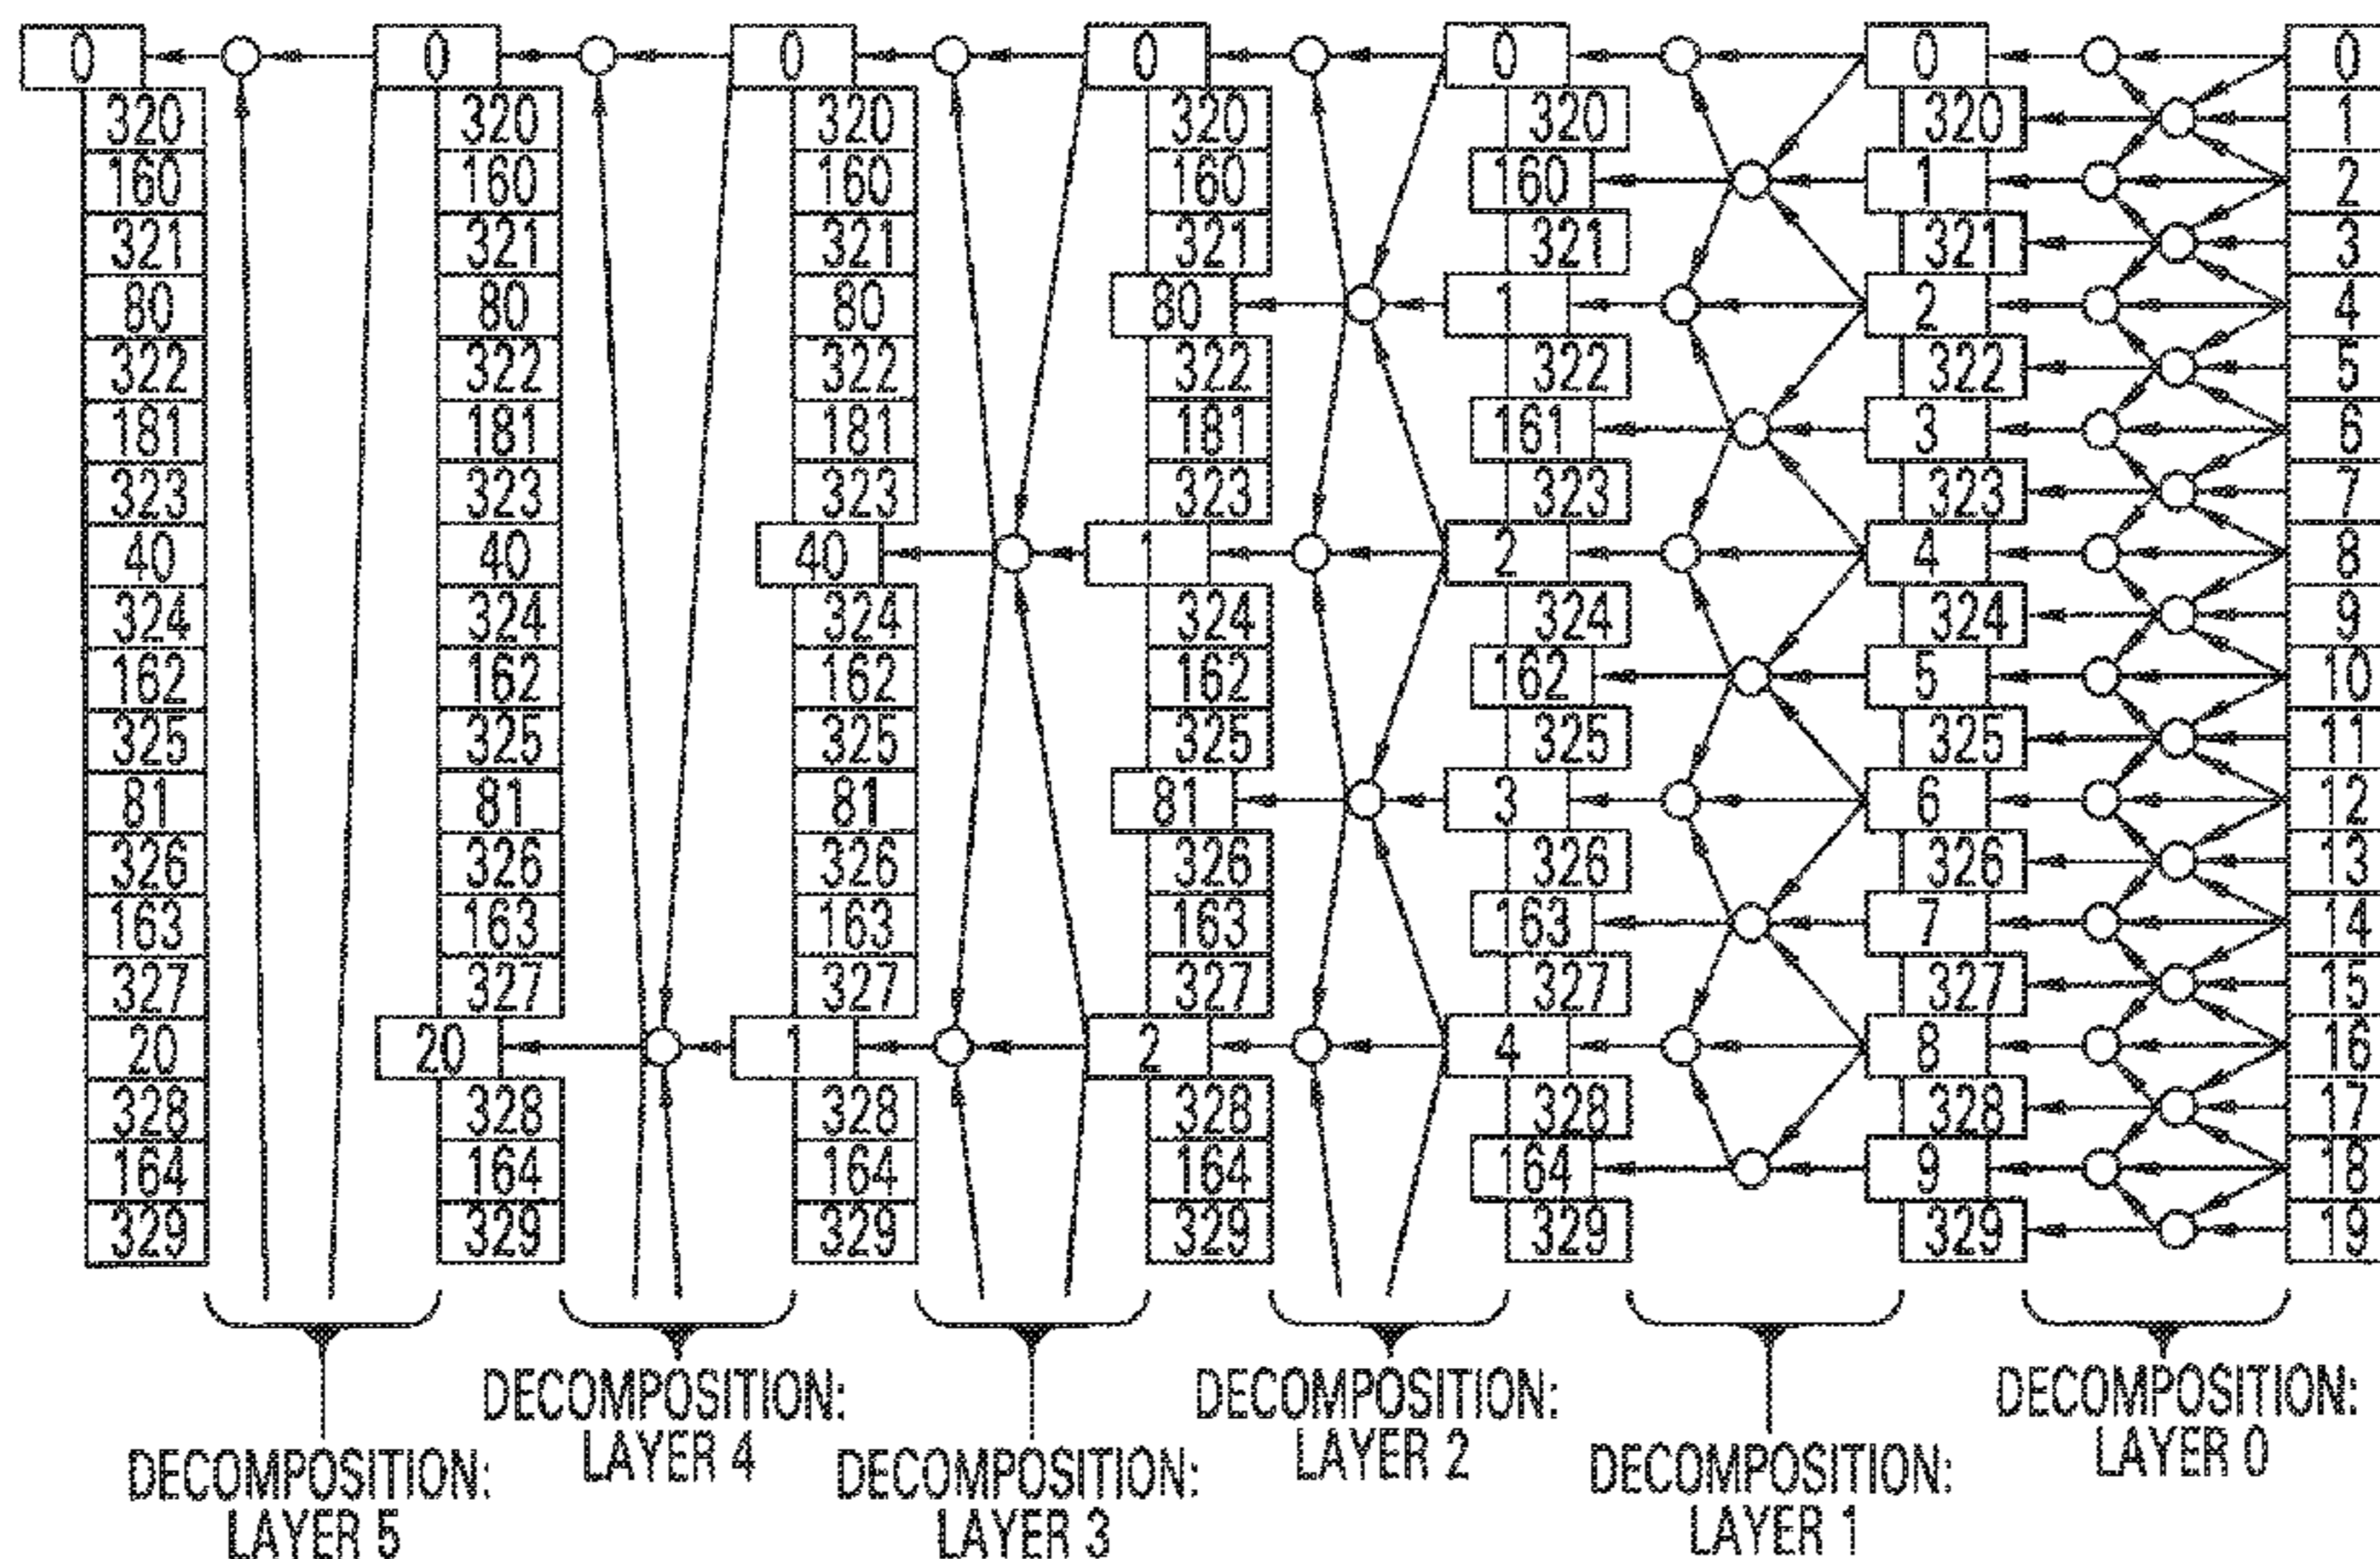 0 0 0 0 0 0 0
320 320 320 320 320 320 1
160 160 160 160 160 1 2
321 321 321 321 321 321 3
80 80 80 80 1 2 4
322 322 322 322 322 322 5
181 181 181 181 161 3 6
323 323 323 323 323 323 7
40 40 40 1 2 4 8
324 324 324 324 324 324 9
162 162 162 162 162 5 10
325 325 325 325 325 325 11
81 81 81 81 3 6 12
326 326 326 326 326 326 13
163 163 163 163 163 7 14
327 327 327 327 327 327 15
20 20 1 2 4 8 16
328 328 328 328 328 328 17
164 164 164 164 164 9 18
329 329 329 329 329 329 19
DECOMPOSITION:
LAYER 5
DECOMPOSITION:
LAYER 4
DECOMPOSITION:
LAYER 3
DECOMPOSITION:
LAYER 2
DECOMPOSITION:
LAYER 1
DECOMPOSITION:
LAYER 0